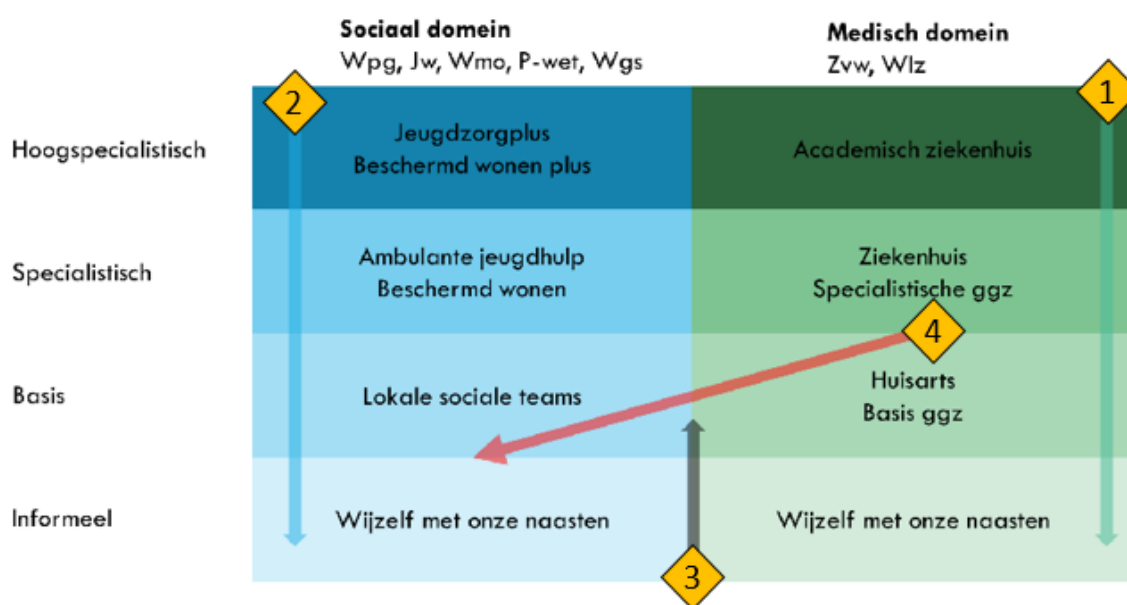 Sociaal domein
Wpg, Jw, Wmo, P-wet, Wgs
Medisch domein
Zvw, Wlz
2
1
Hoogspecialistisch
Jeugdzorgplus
Beschermd wonen plus
Academisch ziekenhuis
Specialistisch
Ambulante jeugdhulp
Beschermd wonen
Ziekenhuis
Specialistische ggz
4
Basis
Lokale sociale teams
Huisarts
Basis ggz
Informeel
Wijzelf met onze naasten
Wijzelf met onze naasten
3